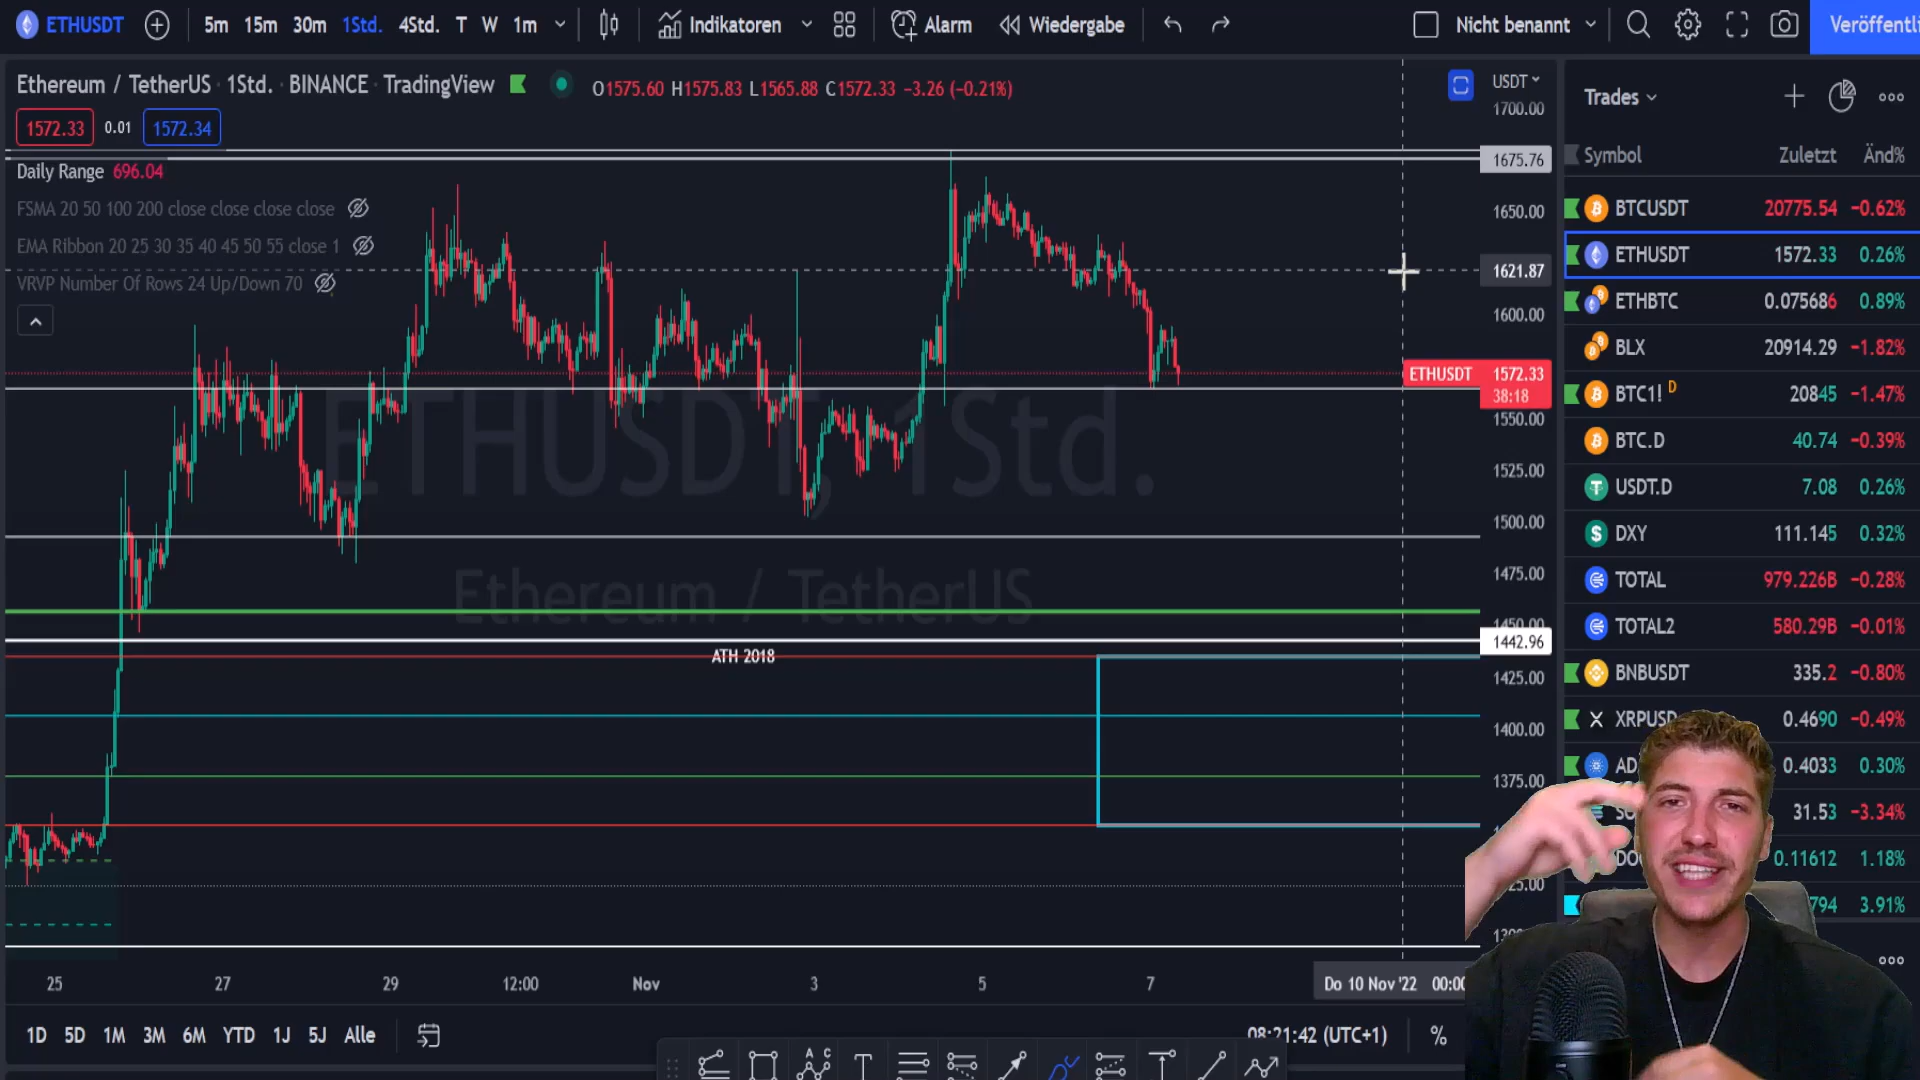 ETHUSDT 5m 15m 30m 1Std. 4Std. T W 1m Indikatoren Alarm Wiedergabe Nicht benannt
Ethereum / TetherUS · 1Std. · BINANCE · TradingView O1575.60 H1575.83 L1565.88 C1572.33 −3.26 (−0.21%)
1572.33 0.01 1572.34
Daily Range 696.04
FSMA 20 50 100 200 close close close close
EMA Ribbon 20 25 30 35 40 45 50 55 close 1
VRVP Number Of Rows 24 Up/Down 70
ETHUSDT, 1Std.
Ethereum / TetherUS
ATH 2018
USDT
1700.00
1675.76
1650.00
1621.87
1600.00
ETHUSDT 1572.33
38:18
1550.00
1525.00
1500.00
1475.00
1450.00
1442.96
1425.00
1400.00
1375.00
25 27 29 12:00 Nov 3 5 7 Do 10 Nov '22
1D 5D 1M 3M 6M YTD 1J 5J Alle
08:21:42 (UTC+1) %
Trades
Symbol Zuletzt Änd%
BTCUSDT 20775.54 −0.62%
ETHUSDT 1572.33 0.26%
ETHBTC 0.075686 0.89%
BLX 20914.29 −1.82%
BTC1! D 20845 −1.47%
BTC.D 40.74 −0.39%
USDT.D 7.08 0.26%
DXY 111.145 0.32%
TOTAL 979.226B −0.28%
TOTAL2 580.29B −0.01%
BNBUSDT 335.2 −0.80%
XRPUSD 0.4690 −0.49%
0.4033 0.30%
31.53 −3.34%
0.11612 1.18%
3.91%